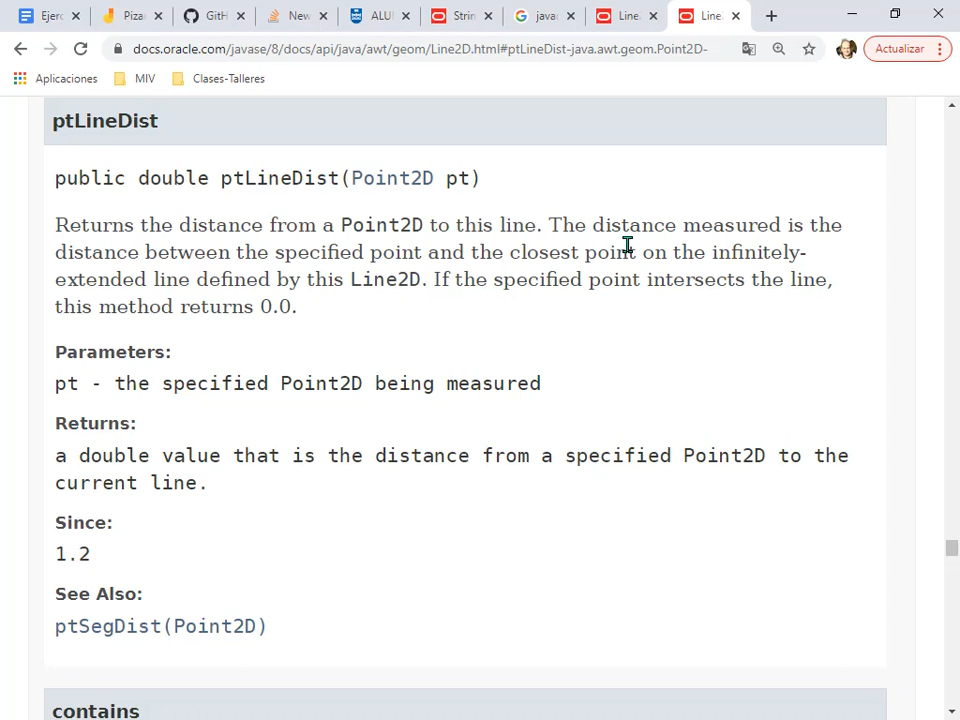 Ejerc
Pizar
GitH
New
ALUI
Strin
java
Line.
Line.
docs.oracle.com/javase/8/docs/api/java/awt/geom/Line2D.html#ptLineDist-java.awt.geom.Point2D-
Actualizar
Aplicaciones
MIV
Clases-Talleres
ptLineDist
public double ptLineDist(Point2D pt)
Returns the distance from a Point2D to this line. The distance measured is the
distance between the specified point and the closest point on the infinitely-
extended line defined by this Line2D. If the specified point intersects the line,
this method returns 0.0.
Parameters:
pt - the specified Point2D being measured
Returns:
a double value that is the distance from a specified Point2D to the
current line.
Since:
1.2
See Also:
ptSegDist(Point2D)
contains